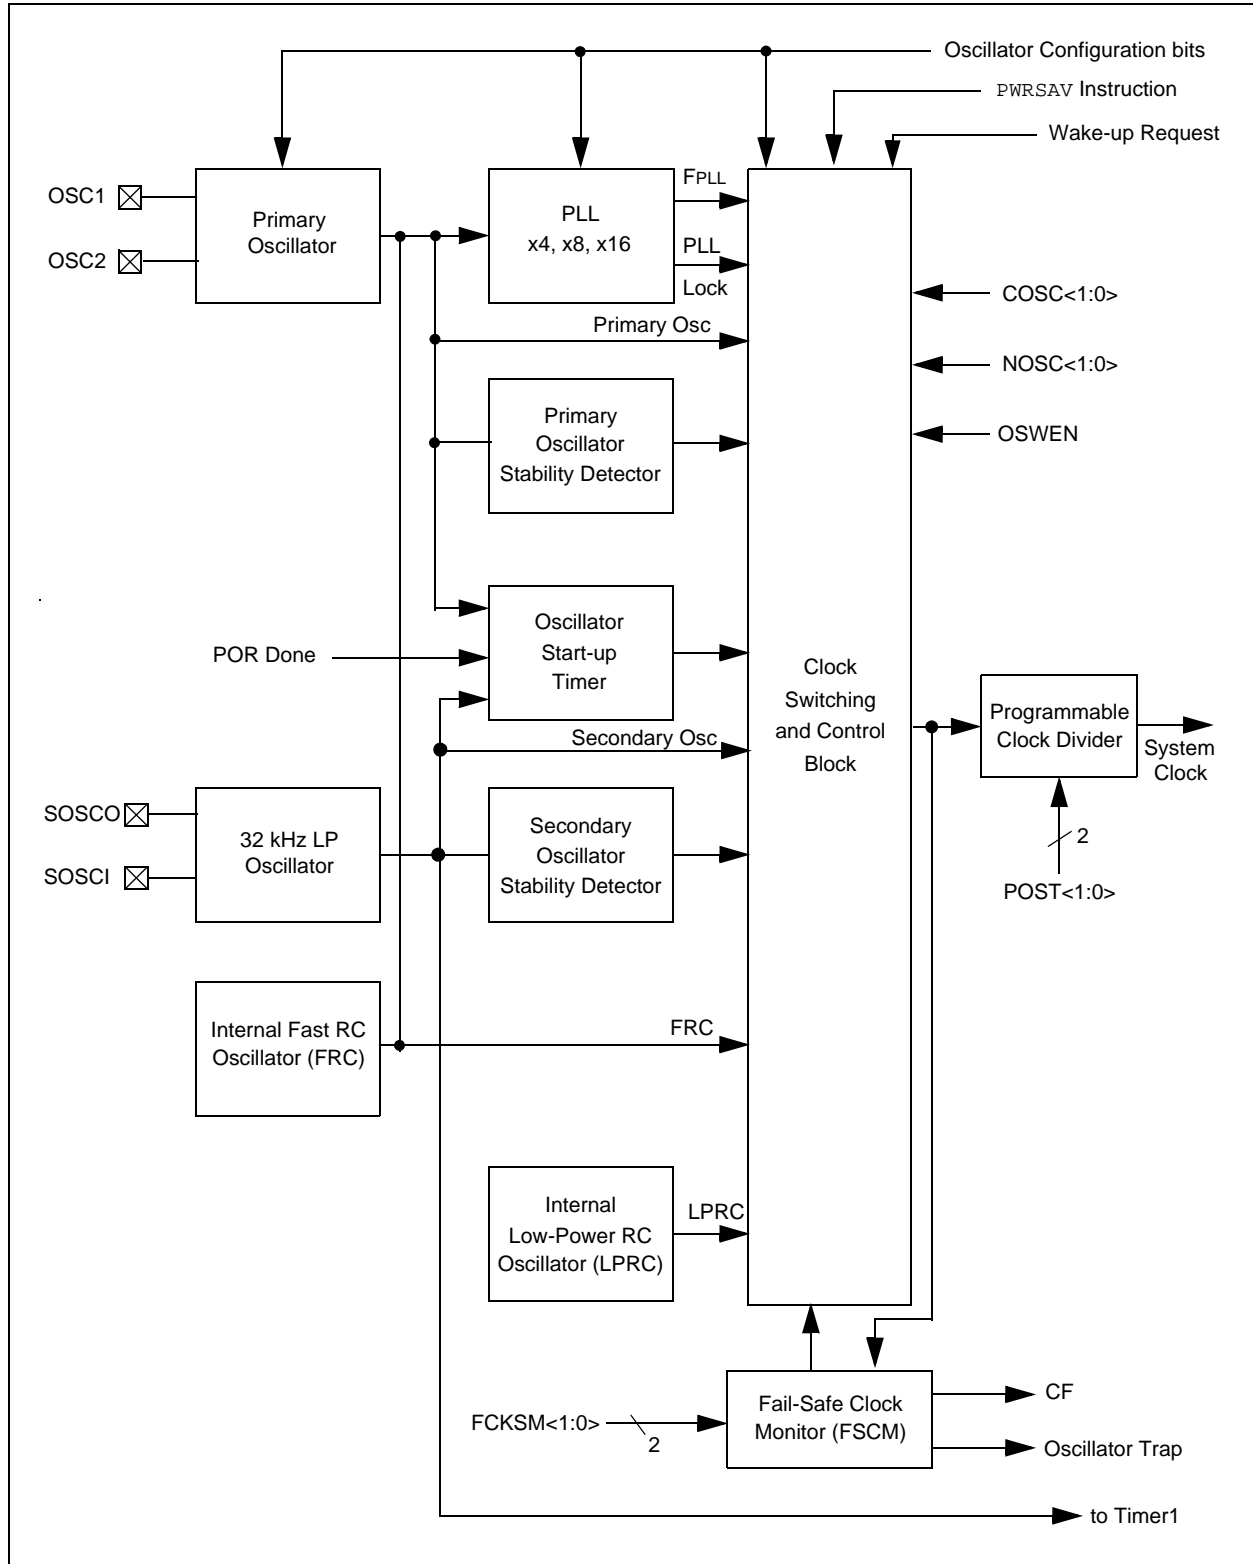 Oscillator Configuration bits
PWRSAV Instruction
Wake-up Request
OSC1
OSC2
Primary
Oscillator
PLL
x4, x8, x16
FPLL
PLL
Lock
Primary Osc
COSC<1:0>
NOSC<1:0>
OSWEN
Primary
Oscillator
Stability Detector
POR Done
Oscillator
Start-up
Timer
Clock
Switching
and Control
Block
Programmable
Clock Divider
System
Clock
Secondary Osc
2
POST<1:0>
SOSCO
SOSCI
32 kHz LP
Oscillator
Secondary
Oscillator
Stability Detector
Internal Fast RC
Oscillator (FRC)
FRC
Internal
Low-Power RC
Oscillator (LPRC)
LPRC
FCKSM<1:0>
2
Fail-Safe Clock
Monitor (FSCM)
CF
Oscillator Trap
to Timer1